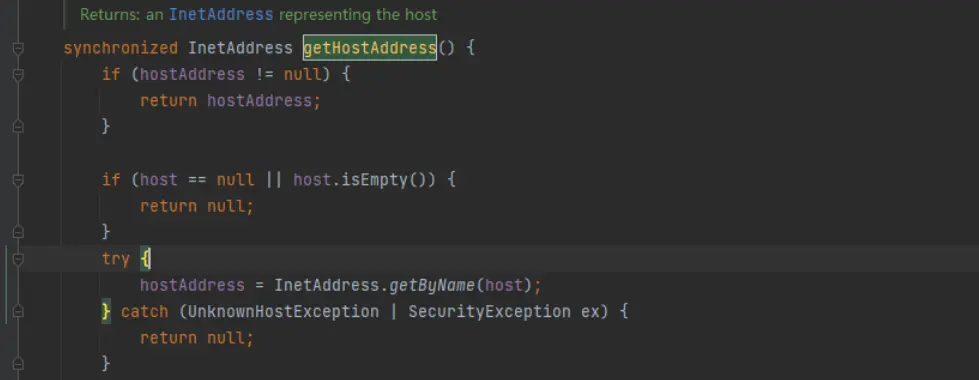 Returns: an InetAddress representing the host
synchronized InetAddress getHostAddress() {
if (hostAddress != null) {
return hostAddress;
}
if (host == null || host.isEmpty()) {
return null;
}
try {
hostAddress = InetAddress.getByName(host);
} catch (UnknownHostException | SecurityException ex) {
return null;
}